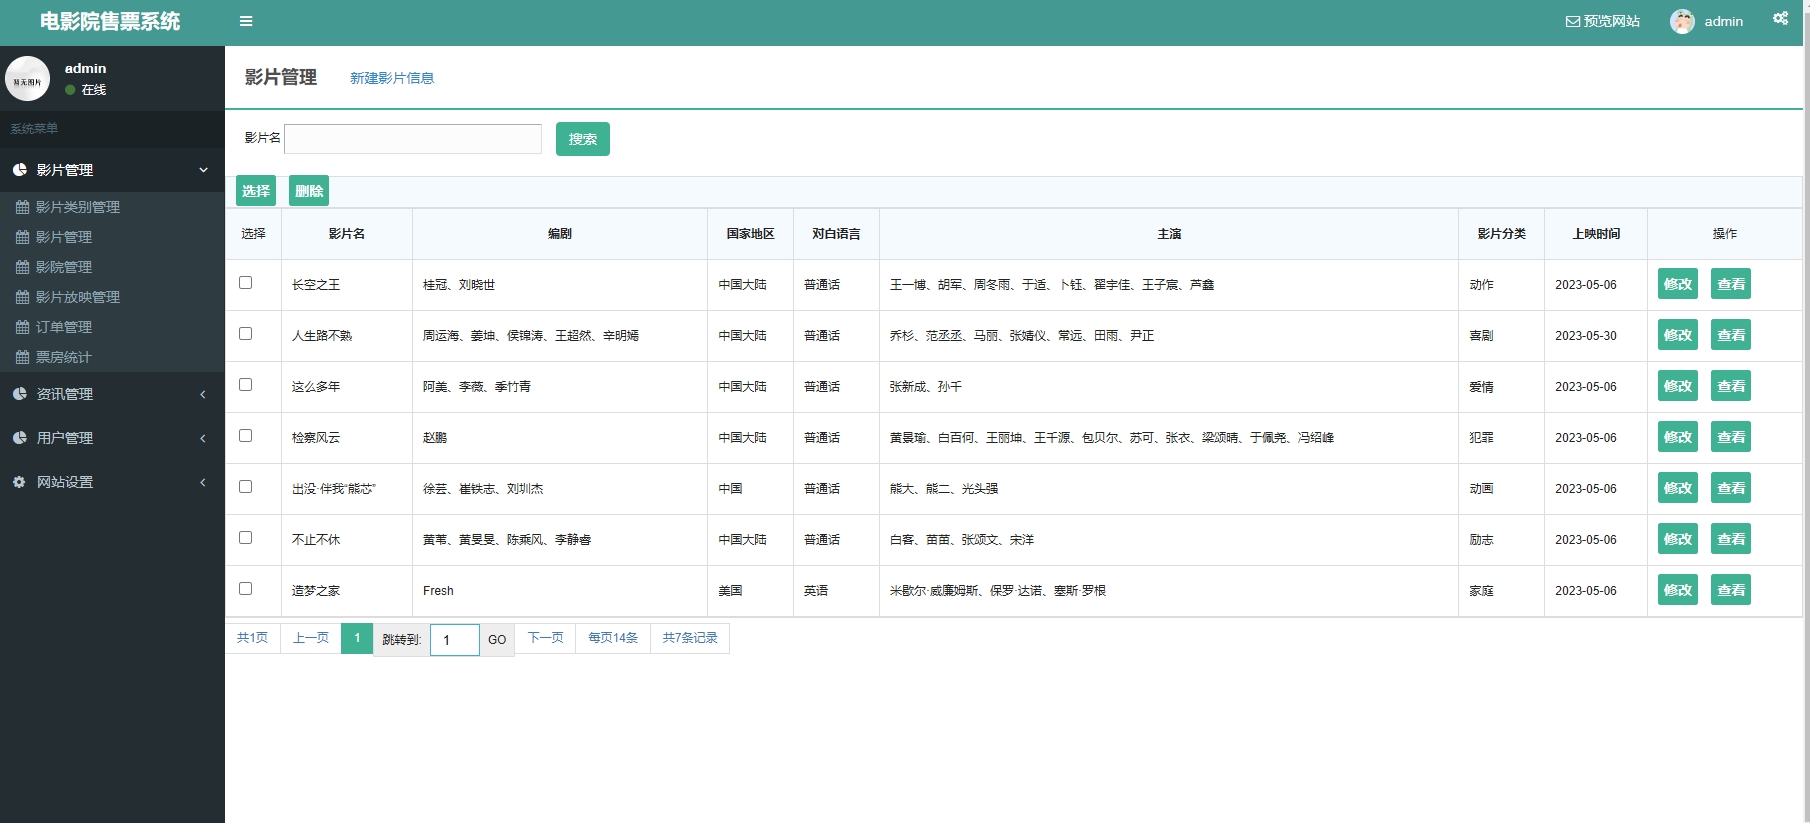 电影院售票系统 预览网站 admin
暂无图片 admin
在线
系统菜单
影片管理
影片类别管理
影片管理
影院管理
影片放映管理
订单管理
票房统计
资讯管理
用户管理
网站设置
影片管理 新建影片信息
影片名 搜索
选择 删除
选择 影片名 编剧 国家地区 对白语言 主演 影片分类 上映时间 操作
长空之王 桂冠、刘晓世 中国大陆 普通话 王一博、胡军、周冬雨、于适、卜钰、翟宇佳、王子宸、芦鑫 动作 2023-05-06 修改 查看
人生路不熟 周运海、姜坤、侯锦涛、王超然、辛明嫣 中国大陆 普通话 乔杉、范丞丞、马丽、张婧仪、常远、田雨、尹正 喜剧 2023-05-30 修改 查看
这么多年 阿美、李薇、季竹青 中国大陆 普通话 张新成、孙千 爱情 2023-05-06 修改 查看
检察风云 赵鹏 中国大陆 普通话 黄景瑜、白百何、王丽坤、王千源、包贝尔、苏可、张衣、梁颂晴、于佩尧、冯绍峰 犯罪 2023-05-06 修改 查看
出没·伴我“熊芯” 徐芸、崔铁志、刘圳杰 中国 普通话 熊大、熊二、光头强 动画 2023-05-06 修改 查看
不止不休 黄苇、黄旻旻、陈乘风、李静睿 中国大陆 普通话 白客、苗苗、张颂文、宋洋 励志 2023-05-06 修改 查看
造梦之家 Fresh 美国 英语 米歇尔·威廉姆斯、保罗·达诺、塞斯·罗根 家庭 2023-05-06 修改 查看
共1页 上一页 1 跳转到: 1 GO 下一页 每页14条 共7条记录